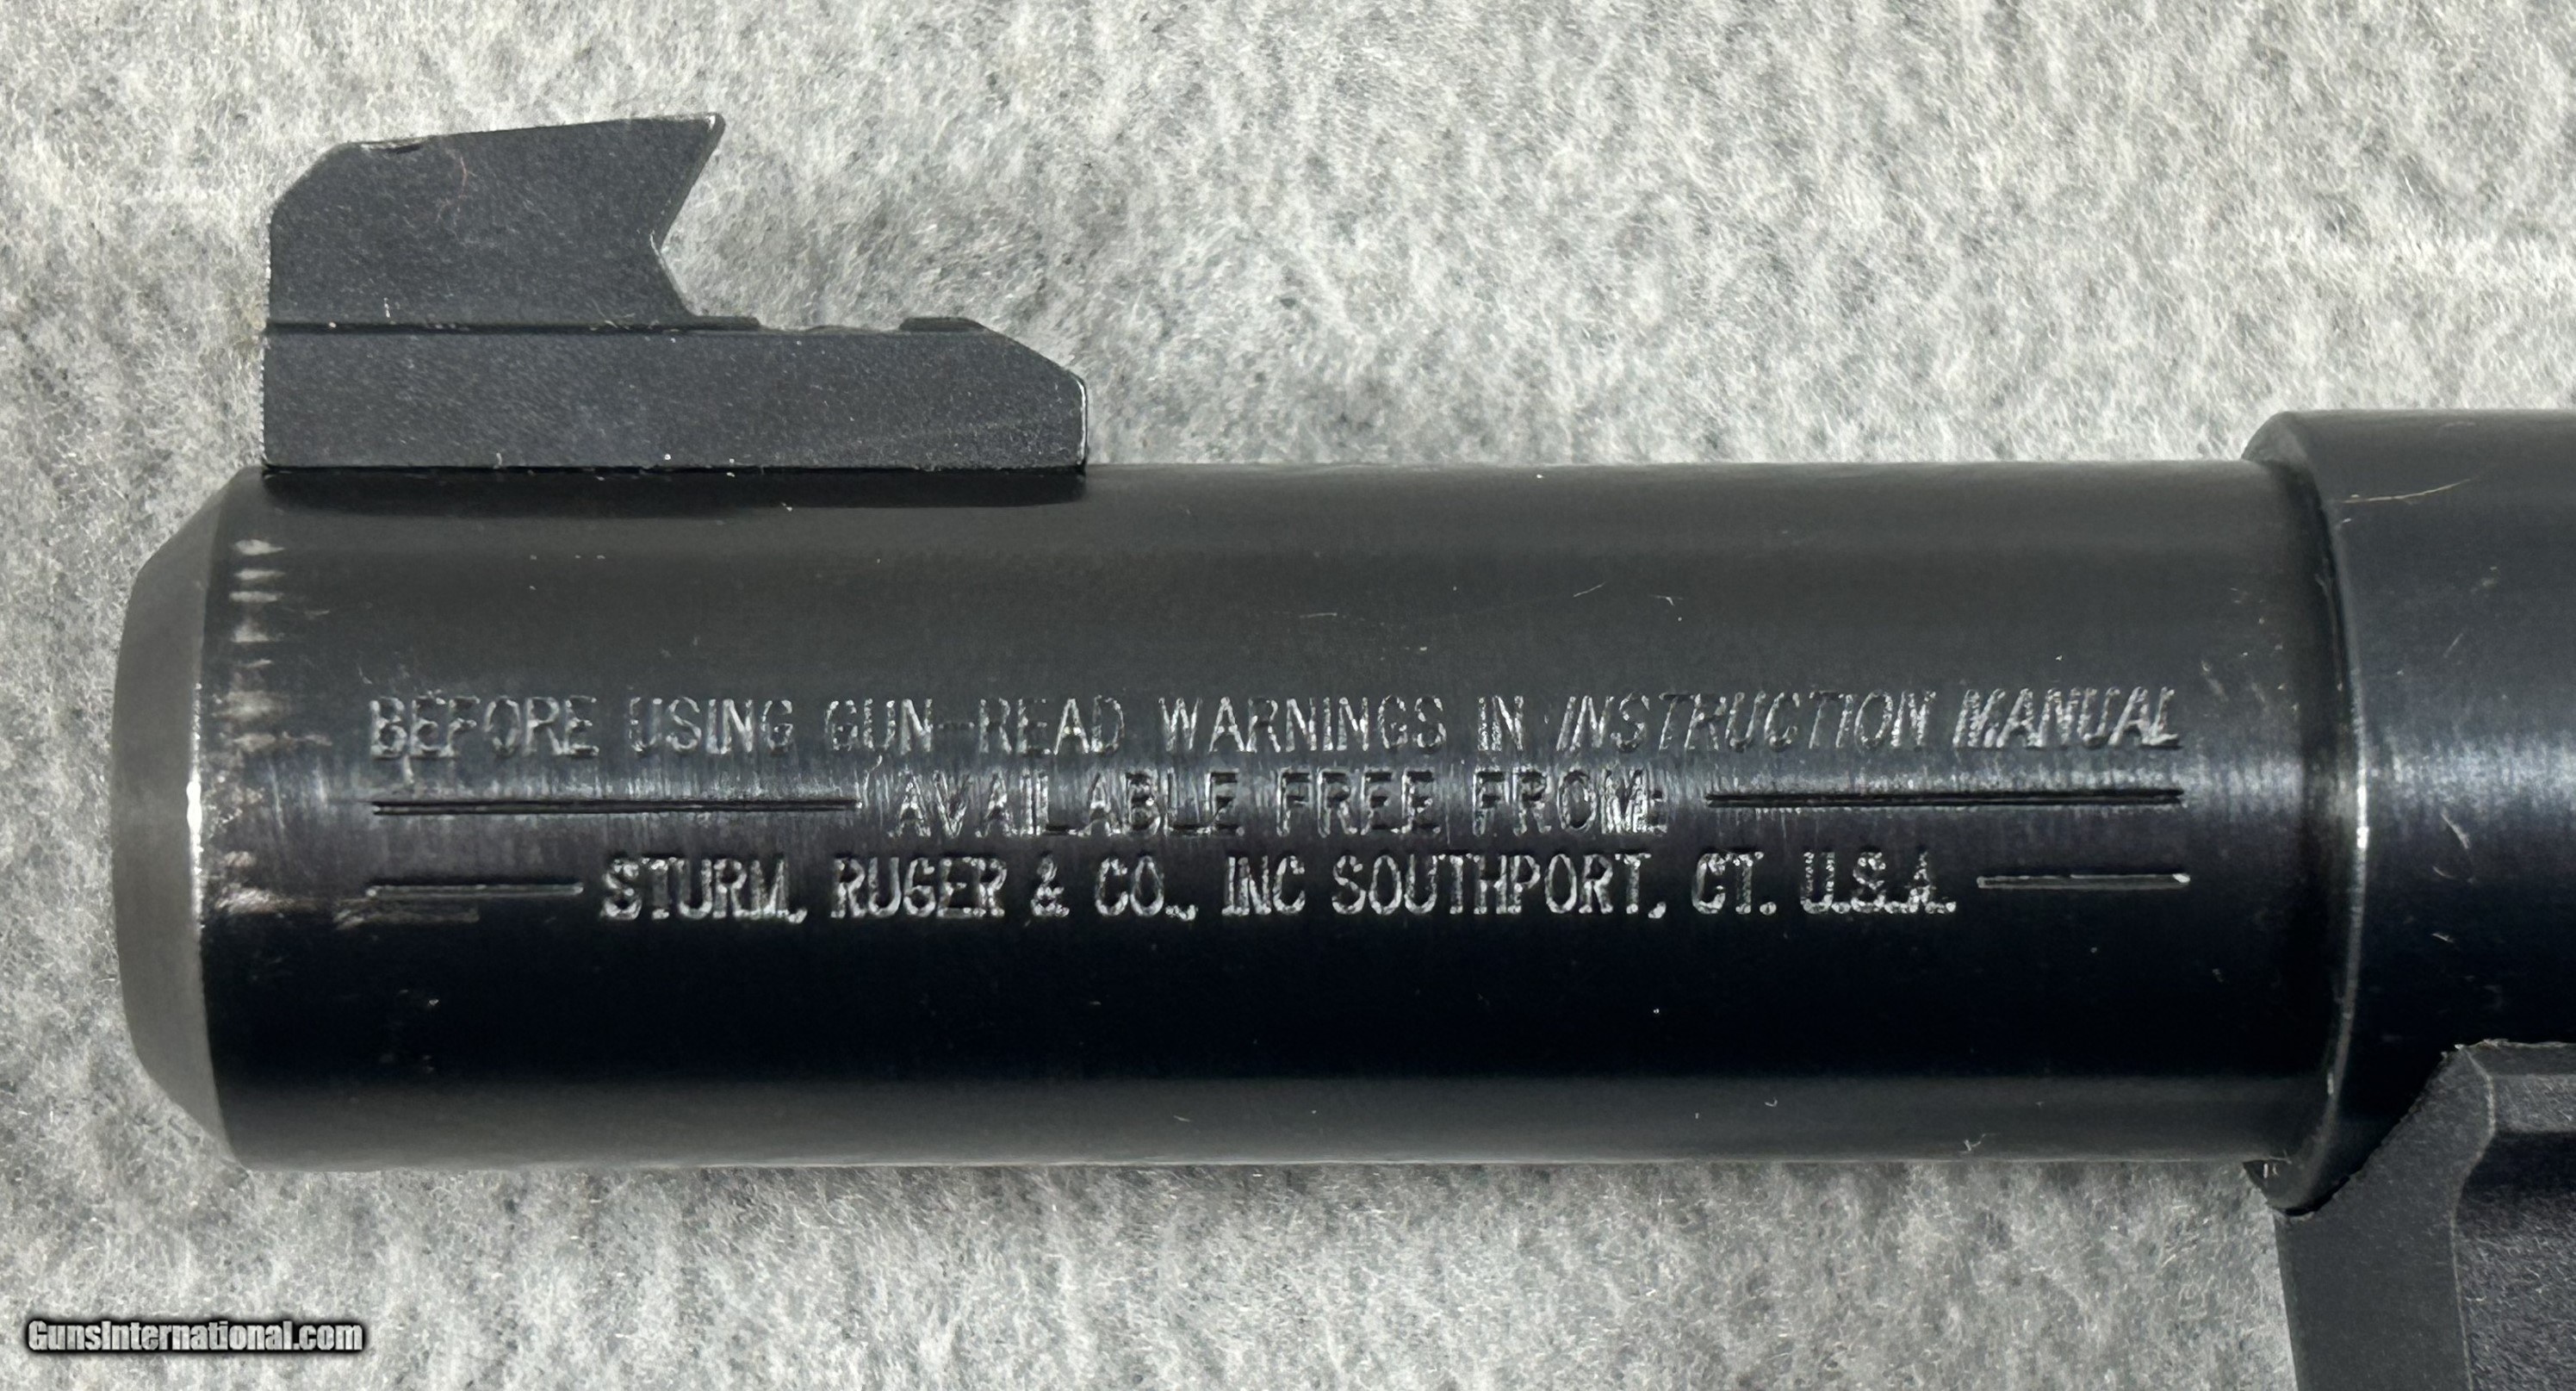 BEFORE USING GUN-READ WARNINGS IN INSTRUCTION MANUAL
AVAILABLE FREE FROM:
STURM, RUGER & CO., INC SOUTHPORT, CT. U.S.A.
GunsInternational.com